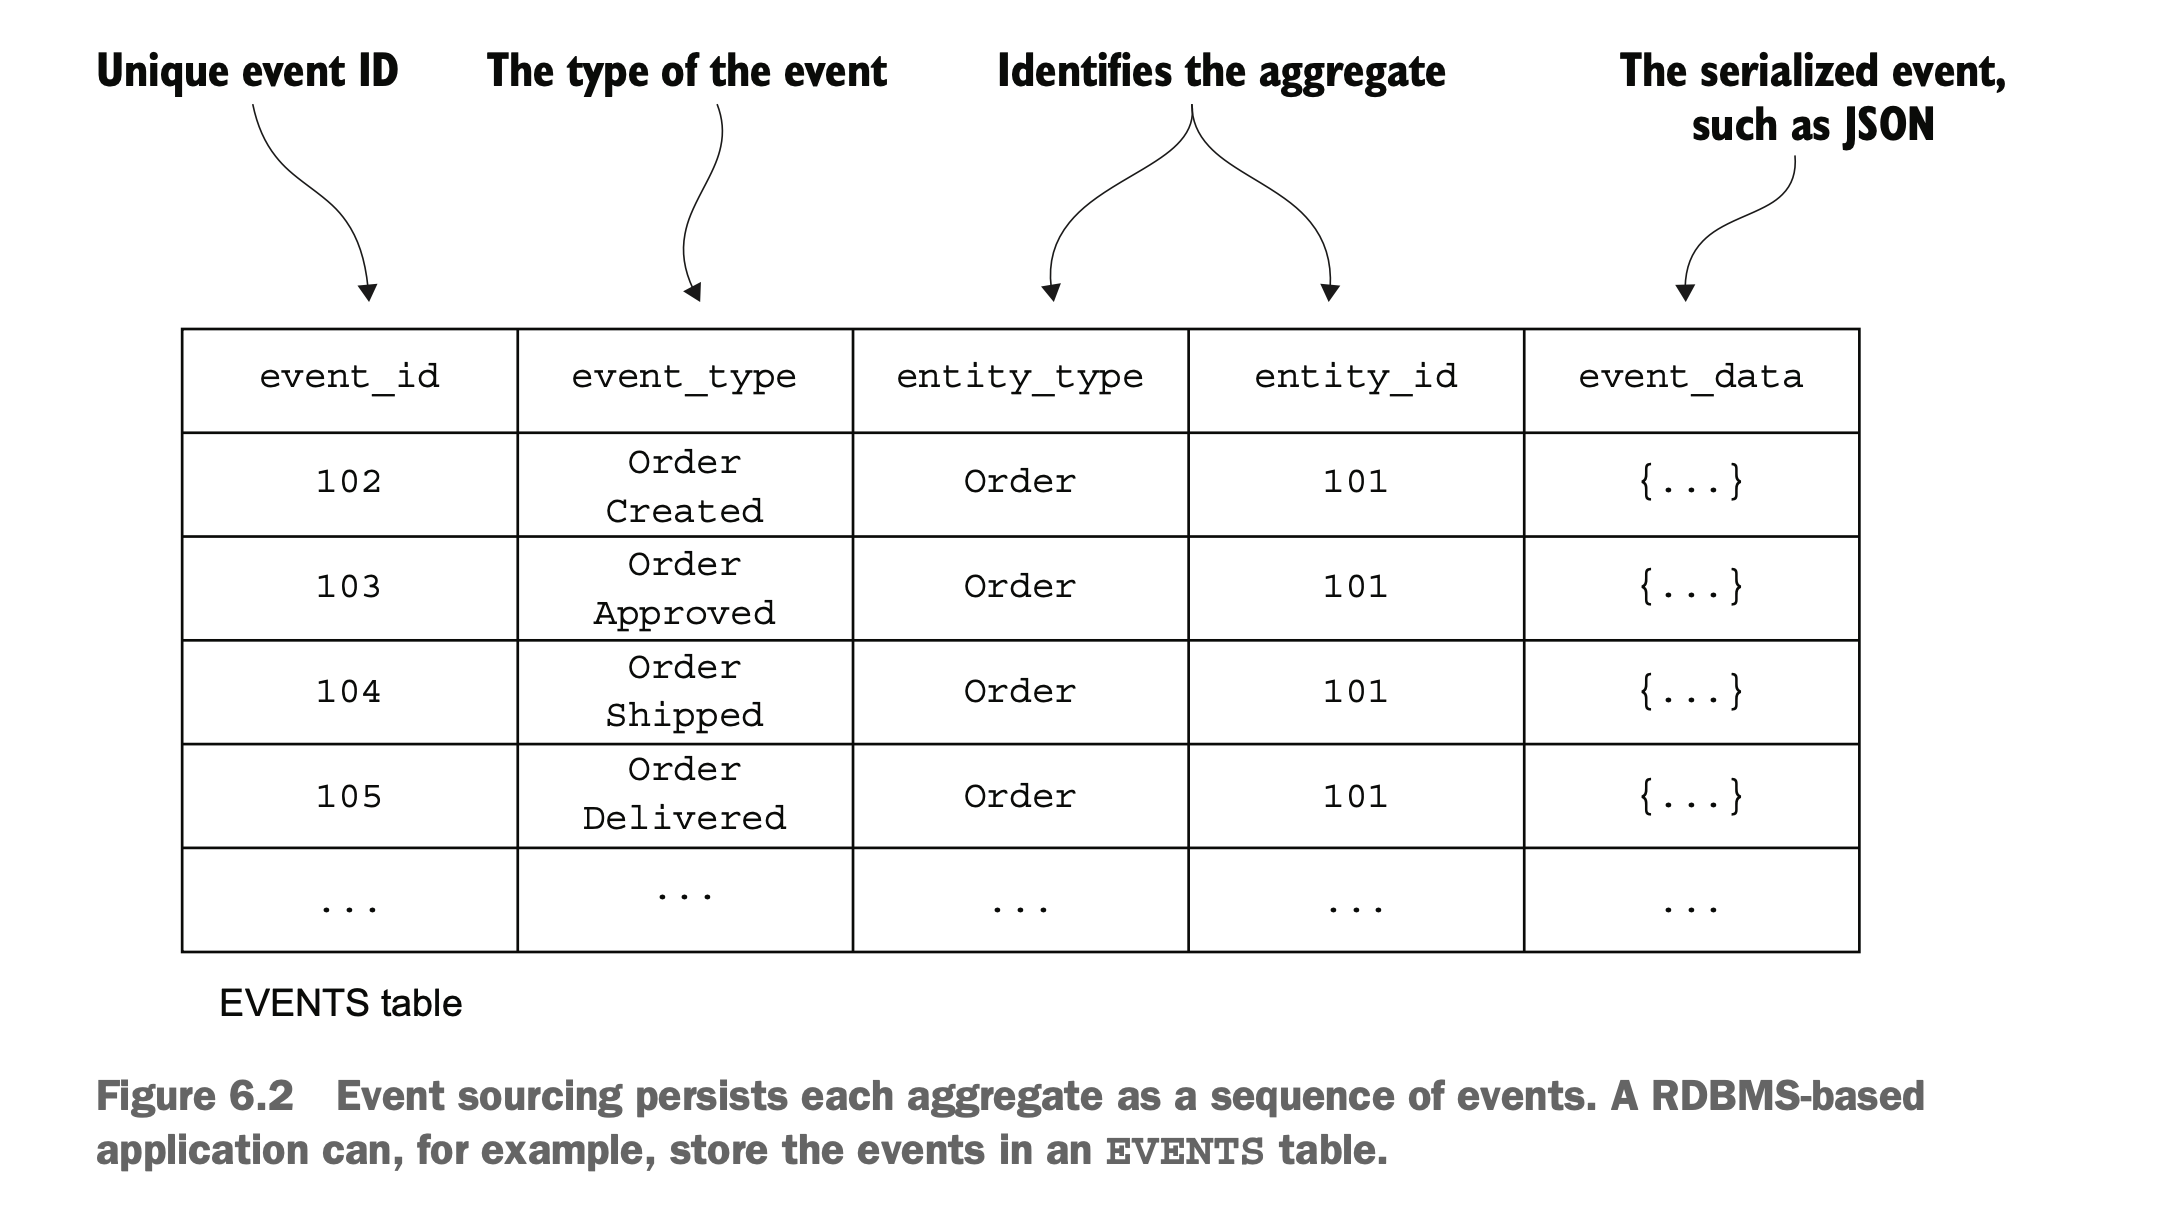 Unique event ID
The type of the event
Identifies the aggregate
The serialized event,
such as JSON
event_id event_type entity_type entity_id event_data
102 Order Created Order 101 {...}
103 Order Approved Order 101 {...}
104 Order Shipped Order 101 {...}
105 Order Delivered Order 101 {...}
... ... ... ... ...
EVENTS table
Figure 6.2 Event sourcing persists each aggregate as a sequence of events. A RDBMS-based
application can, for example, store the events in an EVENTS table.